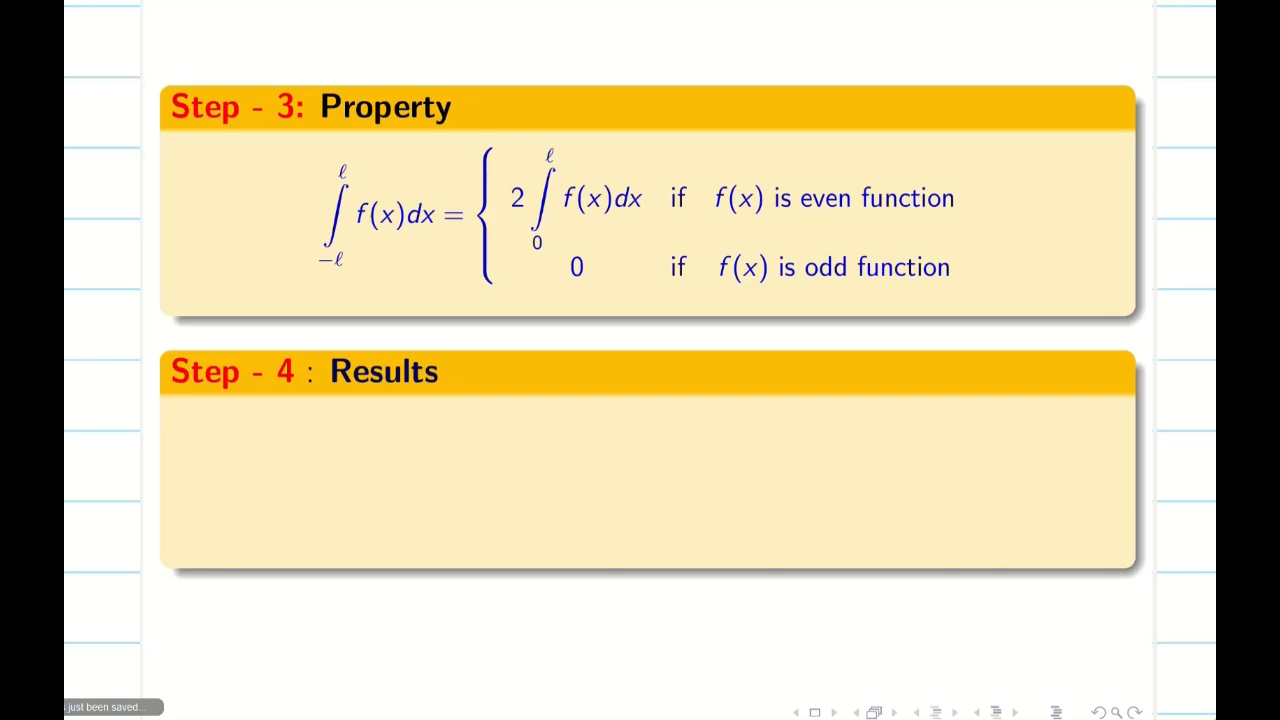 Step - 3: Property
ℓ
∫ f(x)dx = { 2 ∫ f(x)dx if f(x) is even function
−ℓ
ℓ
0
0 if f(x) is odd function
Step - 4 : Results
s just been saved...